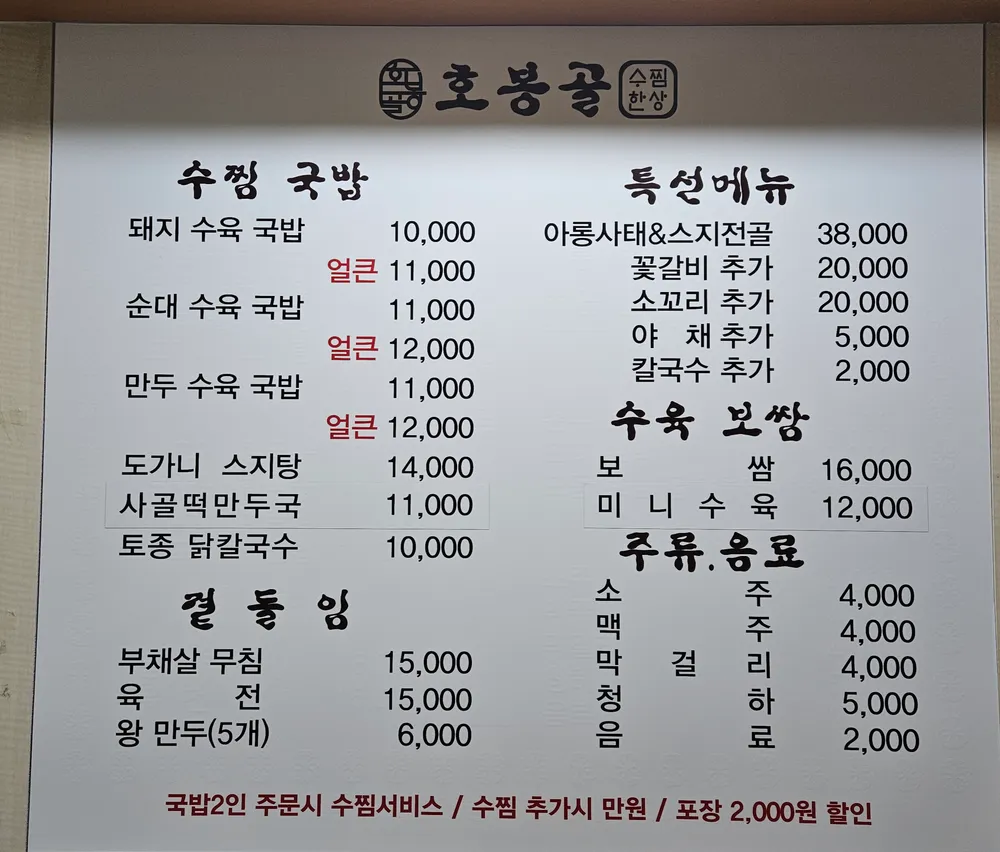 호봉골
호봉골 수찜한상
수찜 국밥
돼지 수육 국밥 10,000
얼큰 11,000
순대 수육 국밥 11,000
얼큰 12,000
만두 수육 국밥 11,000
얼큰 12,000
도가니 스지탕 14,000
사골떡만두국 11,000
토종 닭칼국수 10,000
곁들임
부채살 무침 15,000
육전 15,000
왕 만두(5개) 6,000
특선메뉴
아롱사태&스지전골 38,000
꽃갈비 추가 20,000
소꼬리 추가 20,000
야채 추가 5,000
칼국수 추가 2,000
수육 보쌈
보쌈 16,000
미니수육 12,000
주류.음료
소주 4,000
맥주 4,000
막걸리 4,000
청하 5,000
음료 2,000
국밥2인 주문시 수찜서비스 / 수찜 추가시 만원 / 포장 2,000원 할인